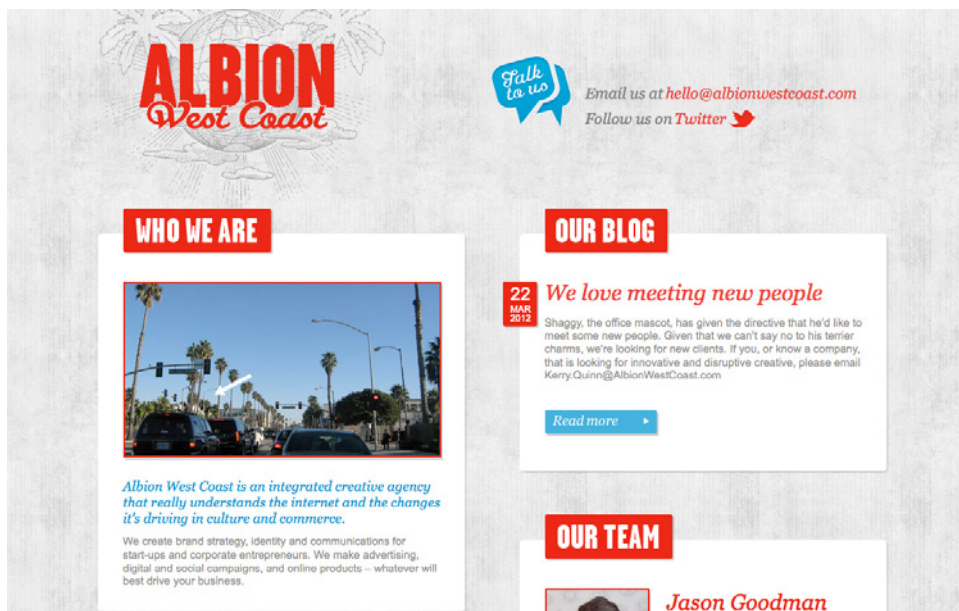 ALBION
West Coast
Talk
to us
Email us at hello@albionwestcoast.com
Follow us on Twitter
WHO WE ARE
Albion West Coast is an integrated creative agency
that really understands the internet and the changes
it's driving in culture and commerce.
We create brand strategy, identity and communications for
start-ups and corporate entrepreneurs. We make advertising,
digital and social campaigns, and online products – whatever will
best drive your business.
OUR BLOG
22
MAR
2012
We love meeting new people
Shaggy, the office mascot, has given the directive that he'd like to
meet some new people. Given that we can't say no to his terrier
charms, we're looking for new clients. If you, or know a company,
that is looking for innovative and disruptive creative, please email
Kerry.Quinn@AlbionWestCoast.com
Read more
OUR TEAM
Jason Goodman